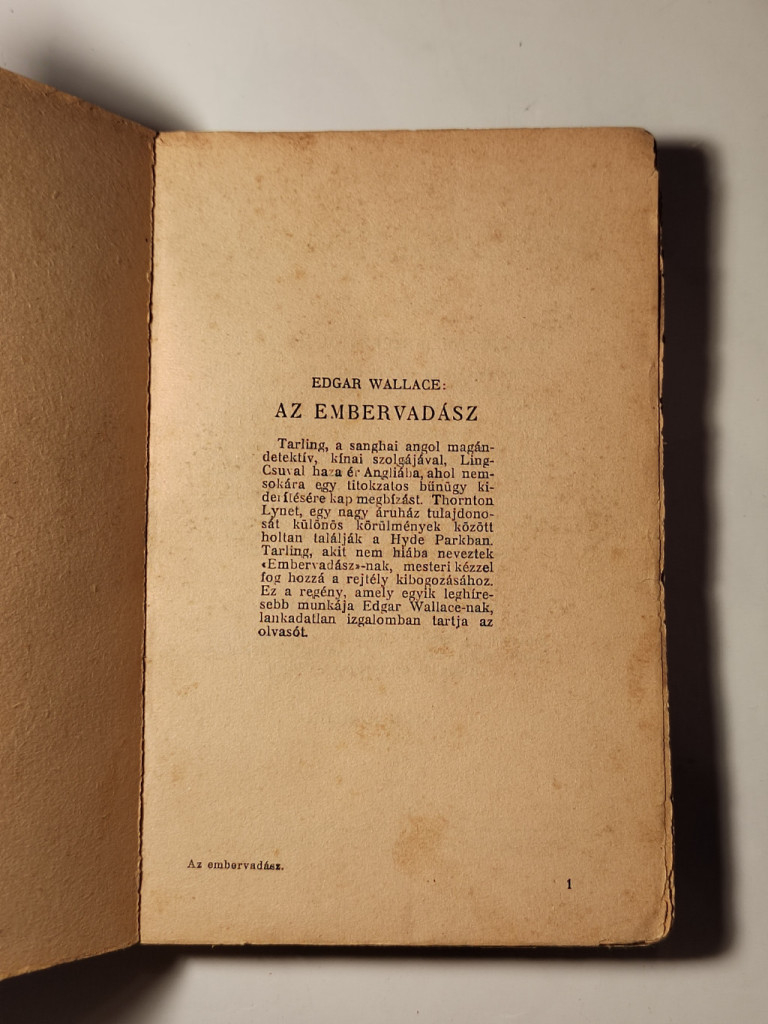 EDGAR WALLACE:
AZ EMBERVADÁSZ
Tarling, a sanghai angol magán-
detektív, kínai szolgájával, Ling-
Csuval haza ér Angliába, ahol nem-
sokára egy titokzatos bűnügy ki-
derítésére kap megbízást. Thornton
Lynet, egy nagy áruház tulajdono-
sát különös körülmények között
holtan találják a Hyde Parkban.
Tarling, akit nem hiába neveztek
«Embervadász»-nak, mesteri kézzel
fog hozzá a rejtély kibogozásához.
Ez a regény, amely egyik leghíre-
sebb munkája Edgar Wallace-nak,
lankadatlan izgalomban tartja az
olvasót.
Az embervadász.
1